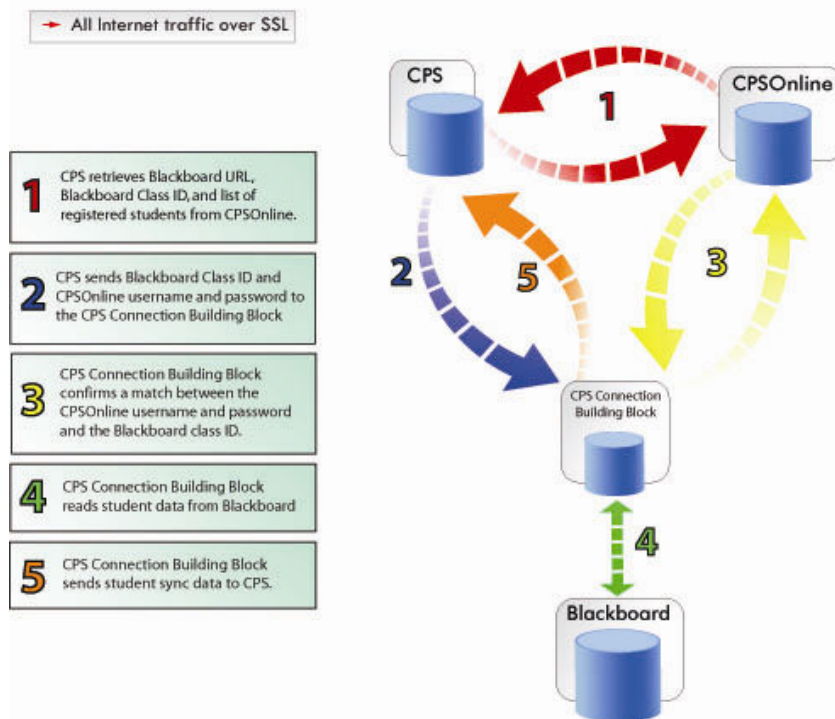 All Internet traffic over SSL
CPS
CPSOnline
1
1
CPS retrieves Blackboard URL,
Blackboard Class ID, and list of
registered students from CPSOnline.
2
CPS sends Blackboard Class ID and
CPSOnline username and password to
the CPS Connection Building Block
2
5
3
3
CPS Connection Building Block
confirms a match between the
CPSOnline username and password
and the Blackboard class ID.
CPS Connection
Building Block
4
CPS Connection Building Block
reads student data from Blackboard
4
5
CPS Connection Building Block
sends student sync data to CPS.
Blackboard